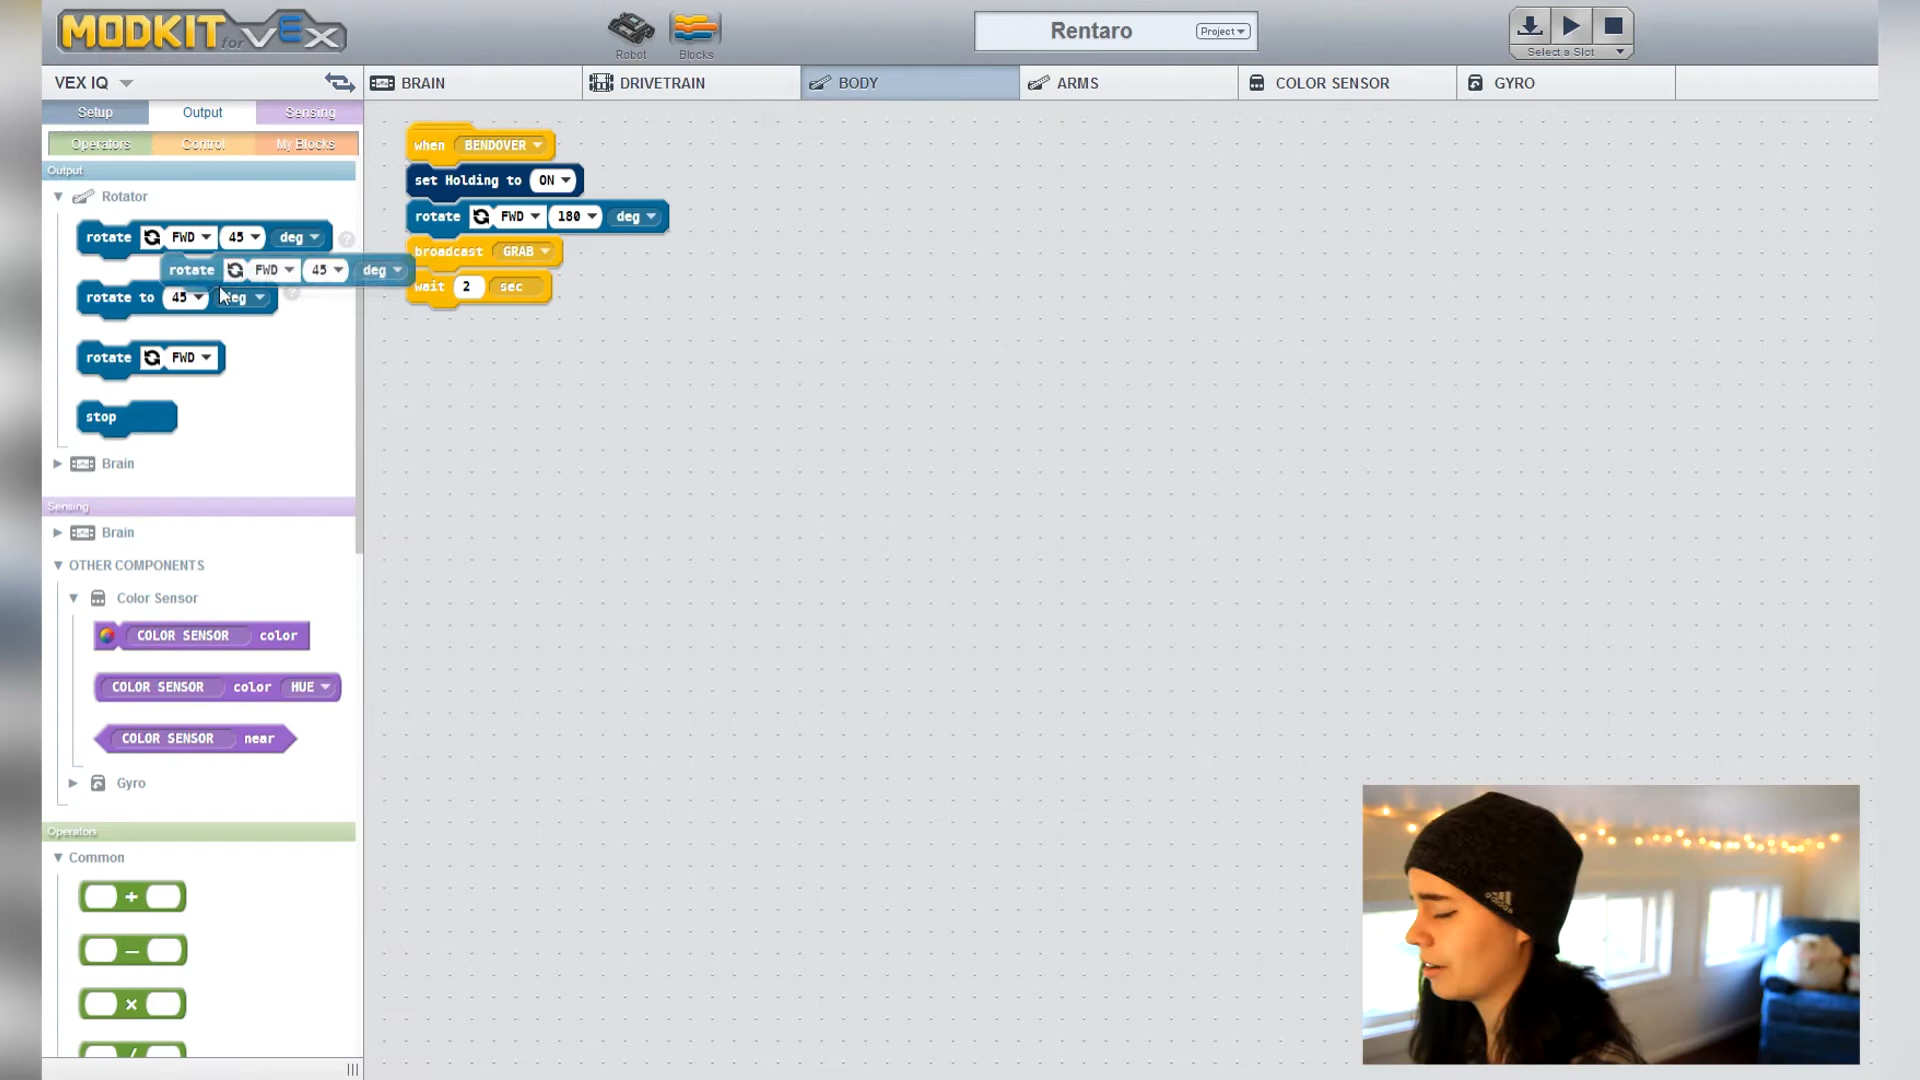 MODKIT for VEX
Robot
Blocks
Rentaro
Project
Select a Slot
VEX IQ
BRAIN
DRIVETRAIN
BODY
ARMS
COLOR SENSOR
GYRO
Setup
Output
Sensing
Operators
Control
My Blocks
Output
Rotator
rotate FWD 45 deg ?
rotate FWD 45 deg
rotate to 45 deg ?
rotate FWD
stop
Brain
Sensing
Brain
OTHER COMPONENTS
Color Sensor
COLOR SENSOR color
COLOR SENSOR color HUE
COLOR SENSOR near
Gyro
Operators
Common
+
−
×
/
when BENDOVER
set Holding to ON
rotate FWD 180 deg
broadcast GRAB
wait 2 sec
adidas